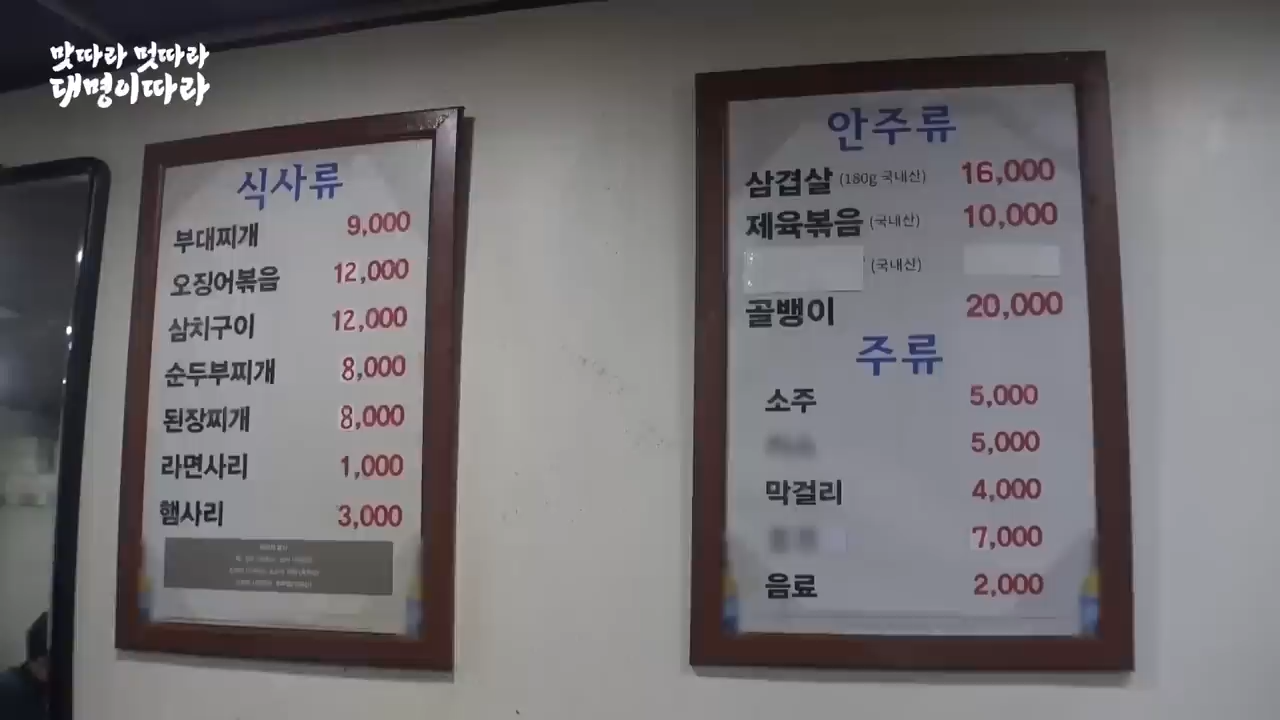 맛따라 멋따라
대명이따라
식사류
부대찌개 9,000
오징어볶음 12,000
삼치구이 12,000
순두부찌개 8,000
된장찌개 8,000
라면사리 1,000
햄사리 3,000
안주류
삼겹살 (180g 국내산) 16,000
제육볶음 (국내산) 10,000
(국내산)
골뱅이 20,000
주류
소주 5,000
5,000
막걸리 4,000
7,000
음료 2,000